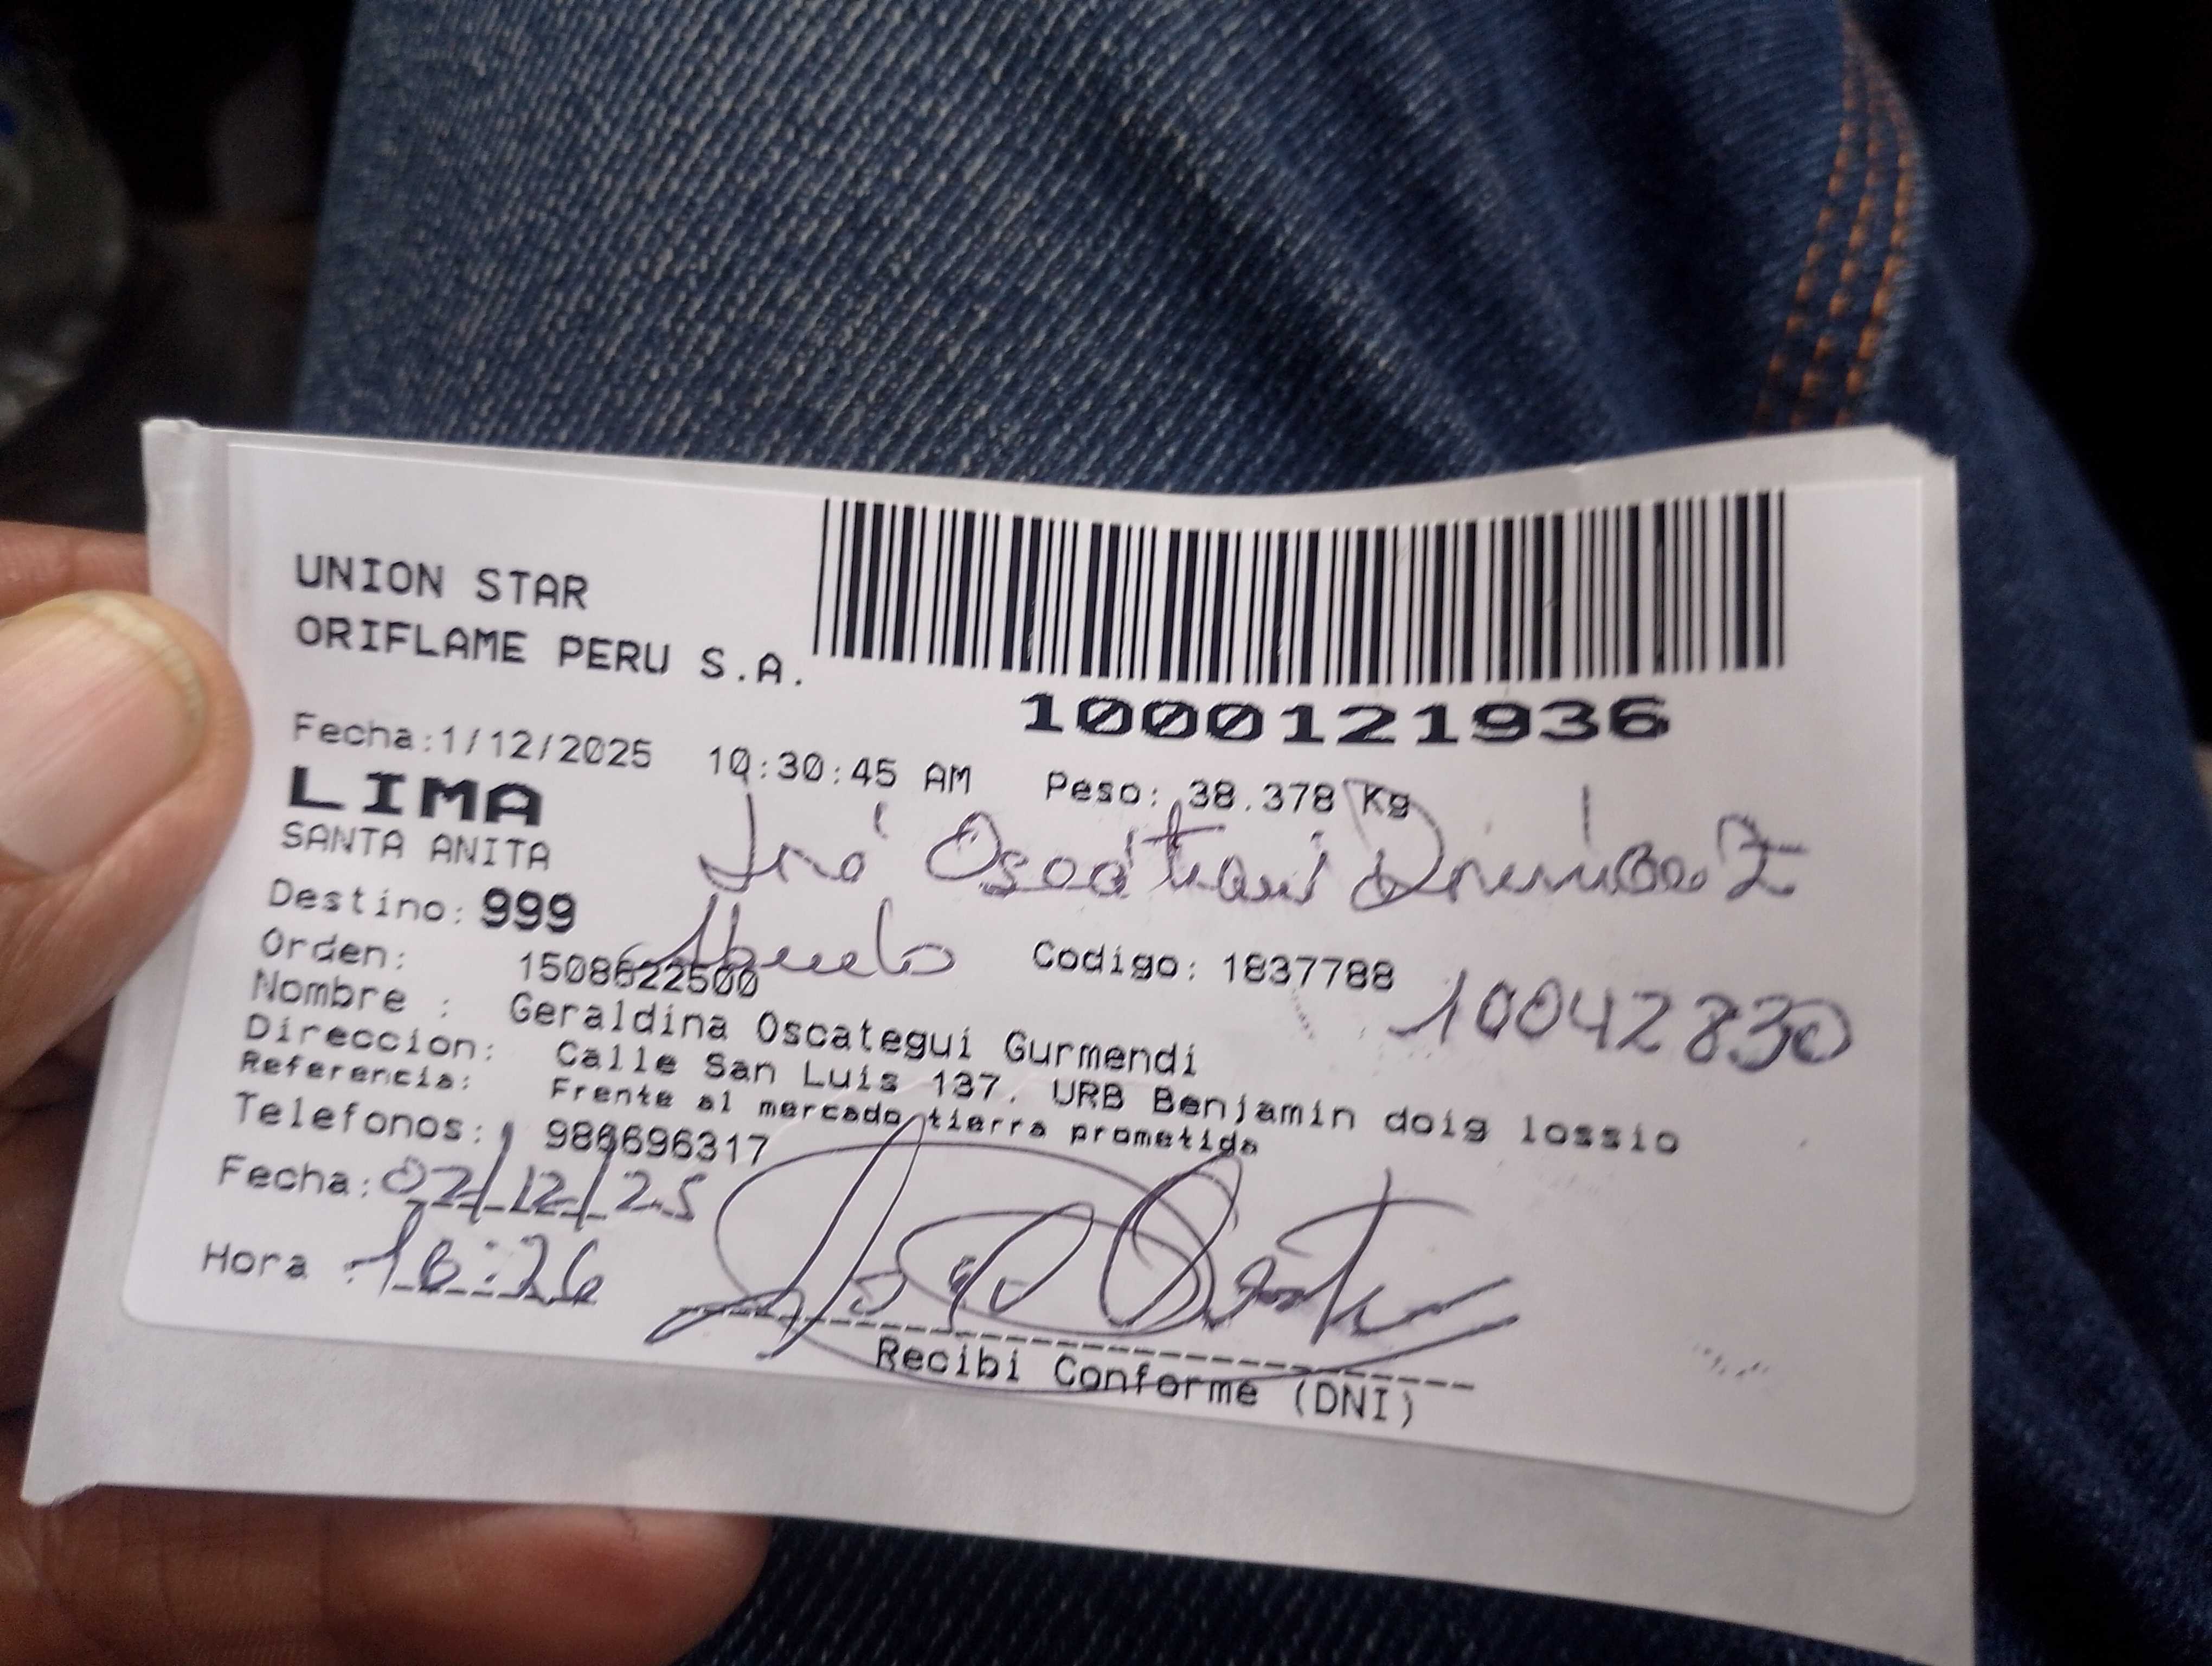 UNION STAR
ORIFLAME PERU S.A.
1000121936
Fecha:1/12/2025 10:30:45 AM Peso: 38.378 Kg
LIMA
SANTA ANITA
José Oscátegui
Destino: 999
Abuelo
Orden: 1508622500 Codigo: 1837788
10042830
Nombre : Geraldina Oscategui Gurmendi
Direccion: Calle San Luis 137. URB Benjamin doig lossio
Referencia: Frente al mercado tierra prometida
Telefonos: 986696317
Fecha: 02/12/25
Hora 16:26
Recibi Conforme (DNI)